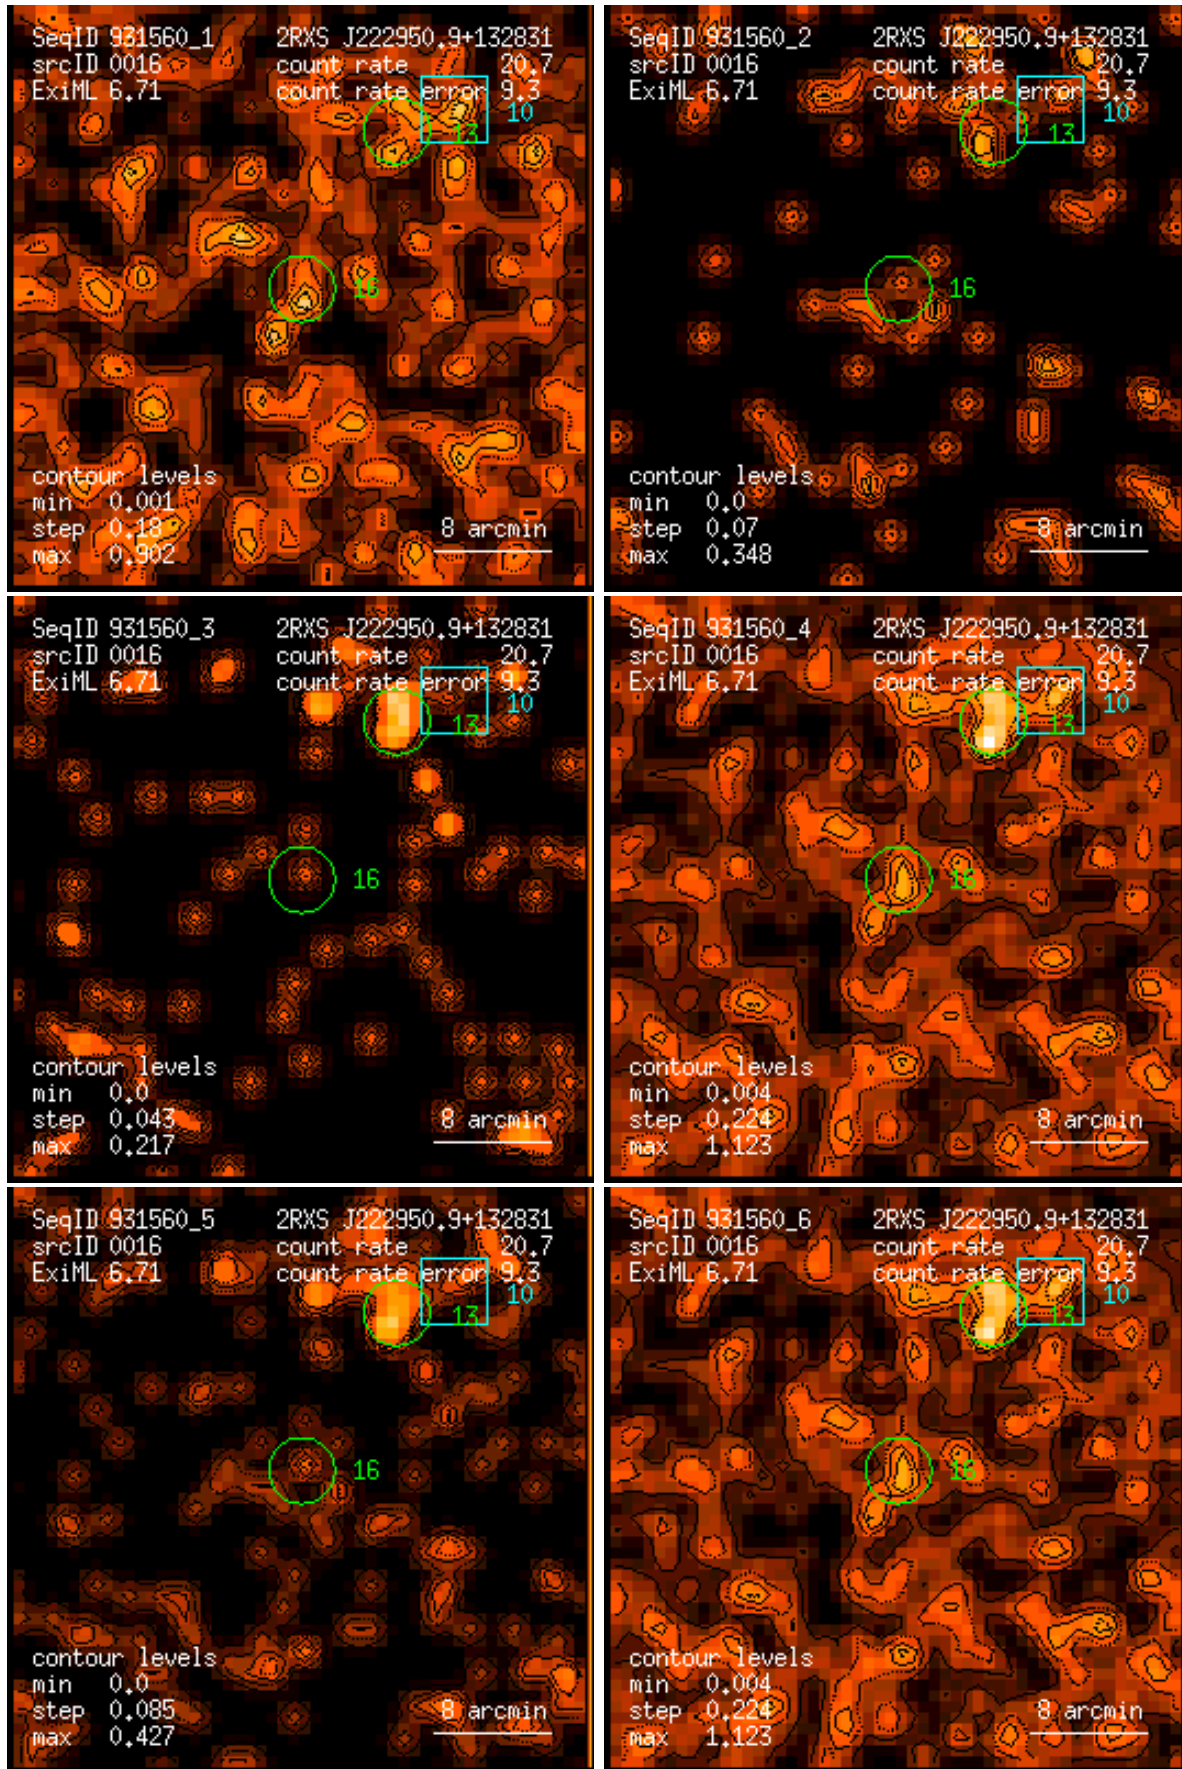 SeqID 931560_1 2RXS J222950.9+132831
srcID 0016 count rate 20.7
ExiML 6.71 count rate error 9.3
10
13
16
contour levels
min 0.001
step 0.18
max 0.902
8 arcmin
SeqID 931560_2 2RXS J222950.9+132831
srcID 0016 count rate 20.7
ExiML 6.71 count rate error 9.3
10
13
16
contour levels
min 0.0
step 0.07
max 0.348
8 arcmin
SeqID 931560_3 2RXS J222950.9+132831
srcID 0016 count rate 20.7
ExiML 6.71 count rate error 9.3
10
13
16
contour levels
min 0.0
step 0.043
max 0.217
8 arcmin
SeqID 931560_4 2RXS J222950.9+132831
srcID 0016 count rate 20.7
ExiML 6.71 count rate error 9.3
10
13
16
contour levels
min 0.004
step 0.224
max 1.123
8 arcmin
SeqID 931560_5 2RXS J222950.9+132831
srcID 0016 count rate 20.7
ExiML 6.71 count rate error 9.3
10
13
16
contour levels
min 0.0
step 0.085
max 0.427
8 arcmin
SeqID 931560_6 2RXS J222950.9+132831
srcID 0016 count rate 20.7
ExiML 6.71 count rate error 9.3
10
13
16
contour levels
min 0.004
step 0.224
max 1.123
8 arcmin